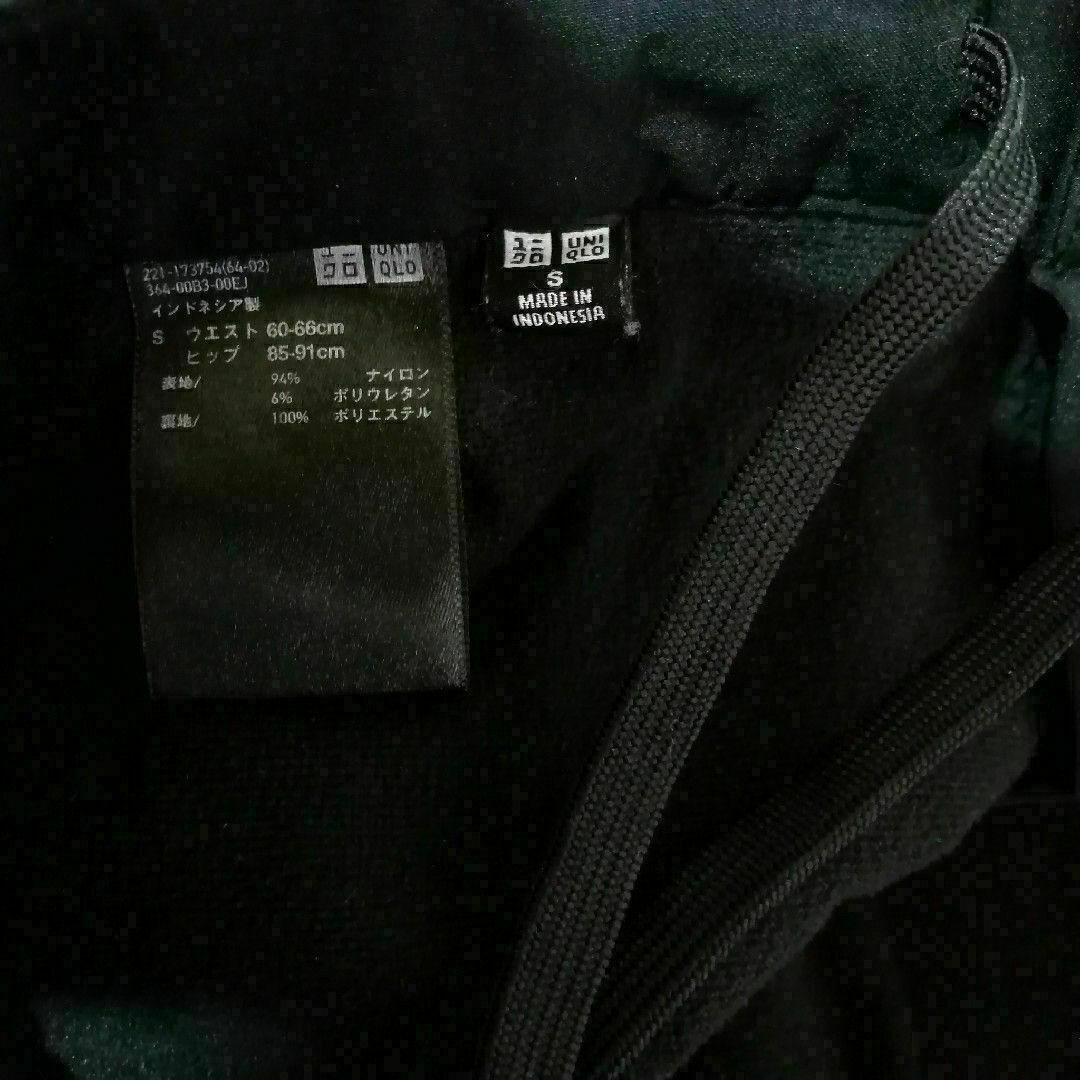 221-173754(64-02)
364-00B3-00EJ
インドネシア製
ユニクロ
UNIQLO
S ウエスト 60-66cm
ヒップ 85-91cm
表地/ 94% ナイロン
6% ポリウレタン
裏地/ 100% ポリエステル
ユニクロ
UNIQLO
S
MADE IN
INDONESIA